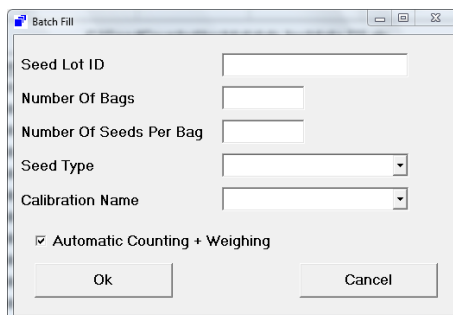 Batch Fill
Seed Lot ID
Number Of Bags
Number Of Seeds Per Bag
Seed Type
Calibration Name
Automatic Counting + Weighing
Ok Cancel